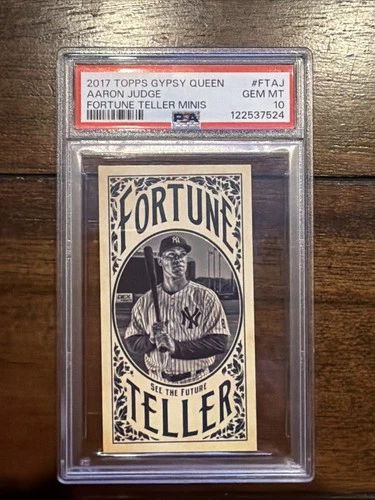 2017 TOPPS GYPSY QUEEN #FTAJ
AARON JUDGE GEM MT
FORTUNE TELLER MINIS 10
PSA 122537524
FORTUNE
NY
NY
SEE THE FUTURE
TELLER